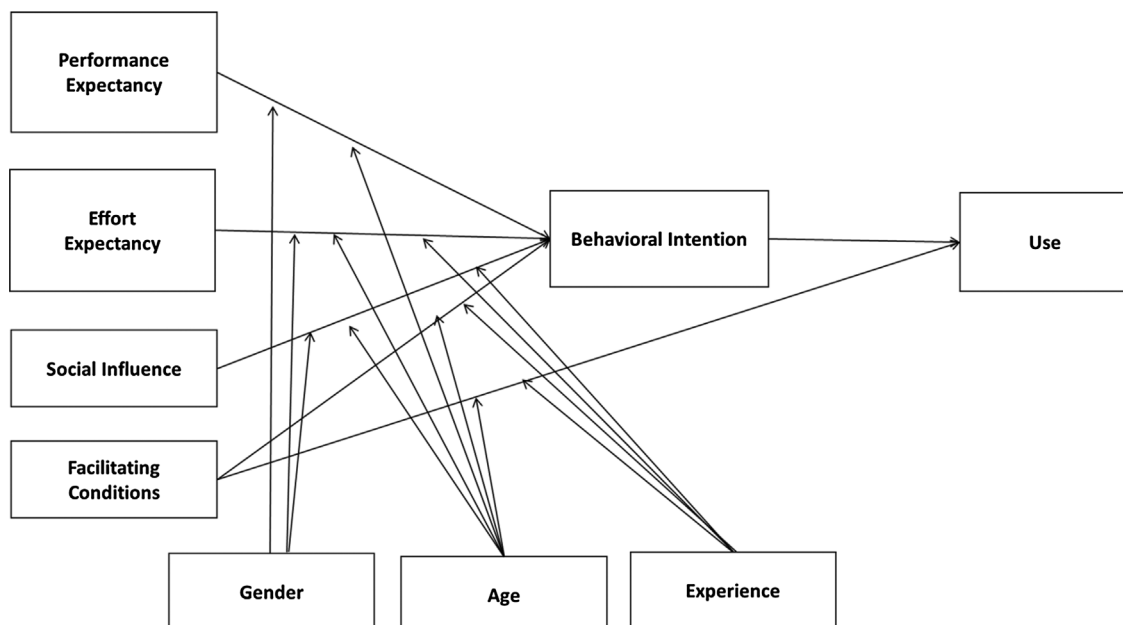 Performance
Expectancy
Effort
Expectancy
Behavioral Intention
Use
Social Influence
Facilitating
Conditions
Gender
Age
Experience